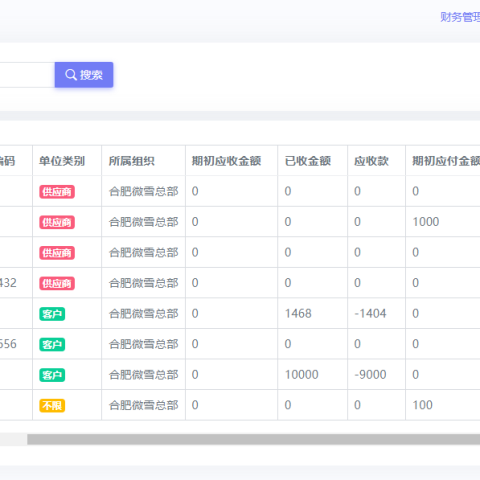 财务管理
搜索
编码 单位类别 所属组织 期初应收金额 已收金额 应收款 期初应付金额
供应商 合肥微雪总部 0 0 0 0
供应商 合肥微雪总部 0 0 0 1000
供应商 合肥微雪总部 0 0 0 0
432 供应商 合肥微雪总部 0 0 0 0
客户 合肥微雪总部 0 1468 -1404 0
656 客户 合肥微雪总部 0 0 0 0
客户 合肥微雪总部 0 10000 -9000 0
不限 合肥微雪总部 0 0 0 100